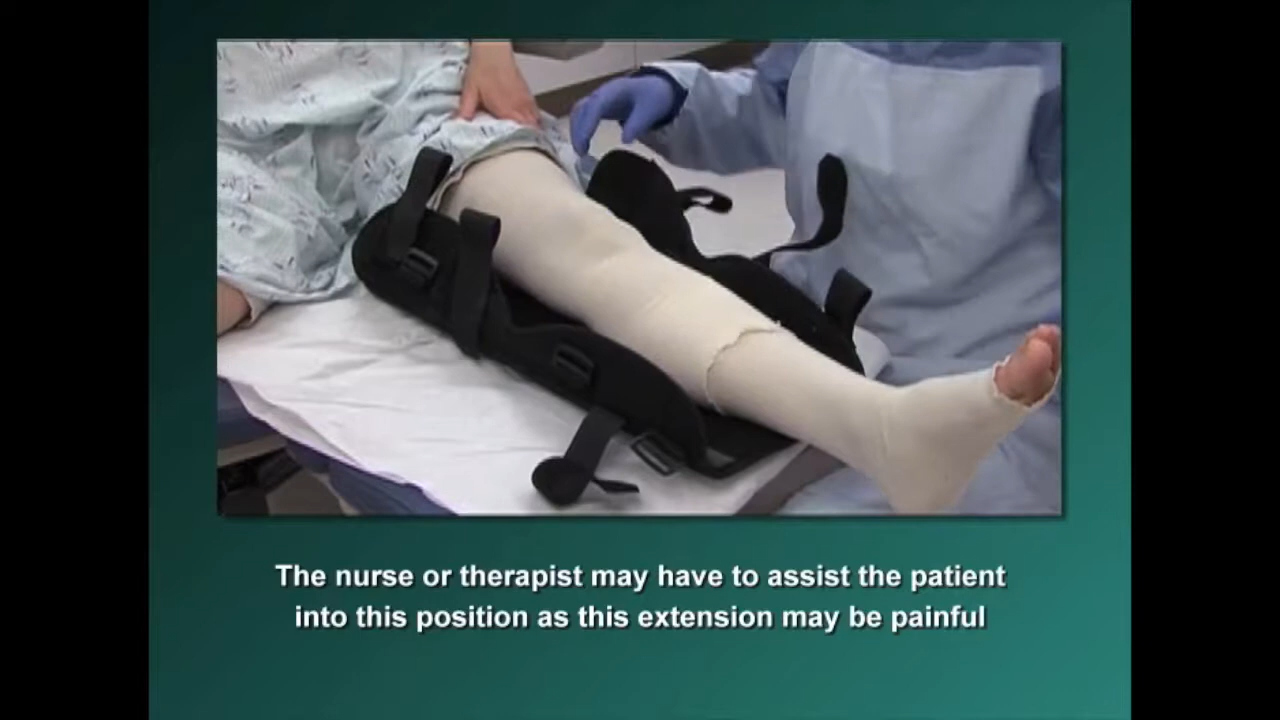 The nurse or therapist may have to assist the patient
into this position as this extension may be painful